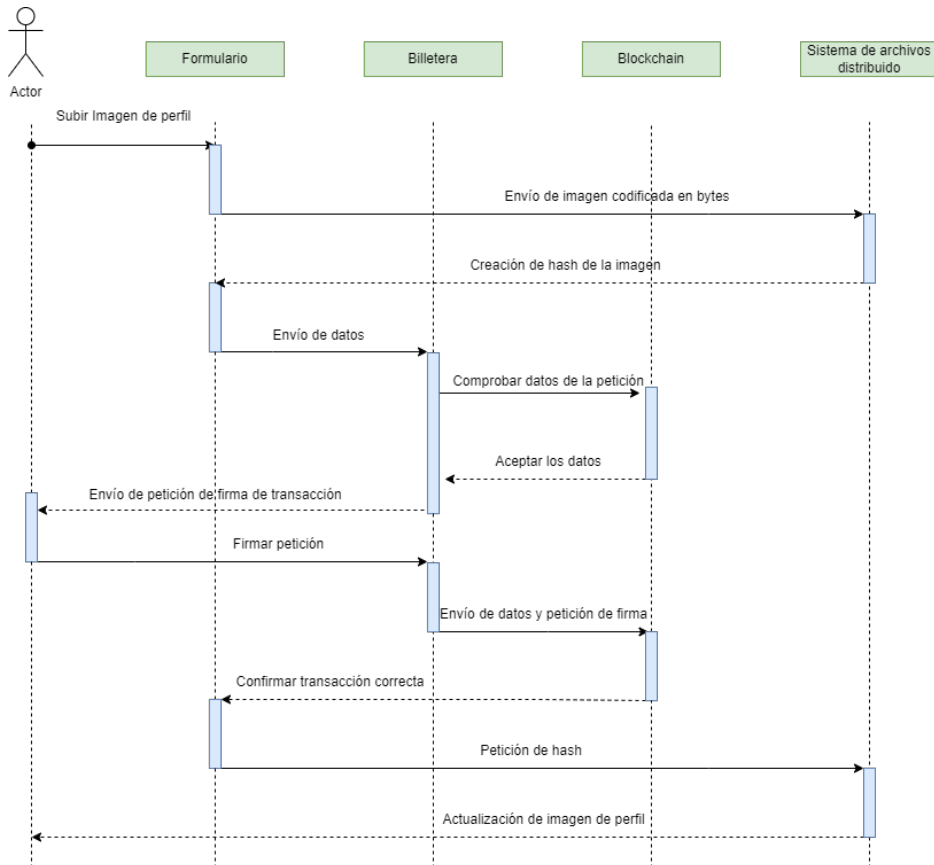 Actor
Formulario
Billetera
Blockchain
Sistema de archivos
distribuido
Subir Imagen de perfil
Envío de imagen codificada en bytes
Creación de hash de la imagen
Envío de datos
Comprobar datos de la petición
Aceptar los datos
Envío de petición de firma de transacción
Firmar petición
Envío de datos y petición de firma
Confirmar transacción correcta
Petición de hash
Actualización de imagen de perfil